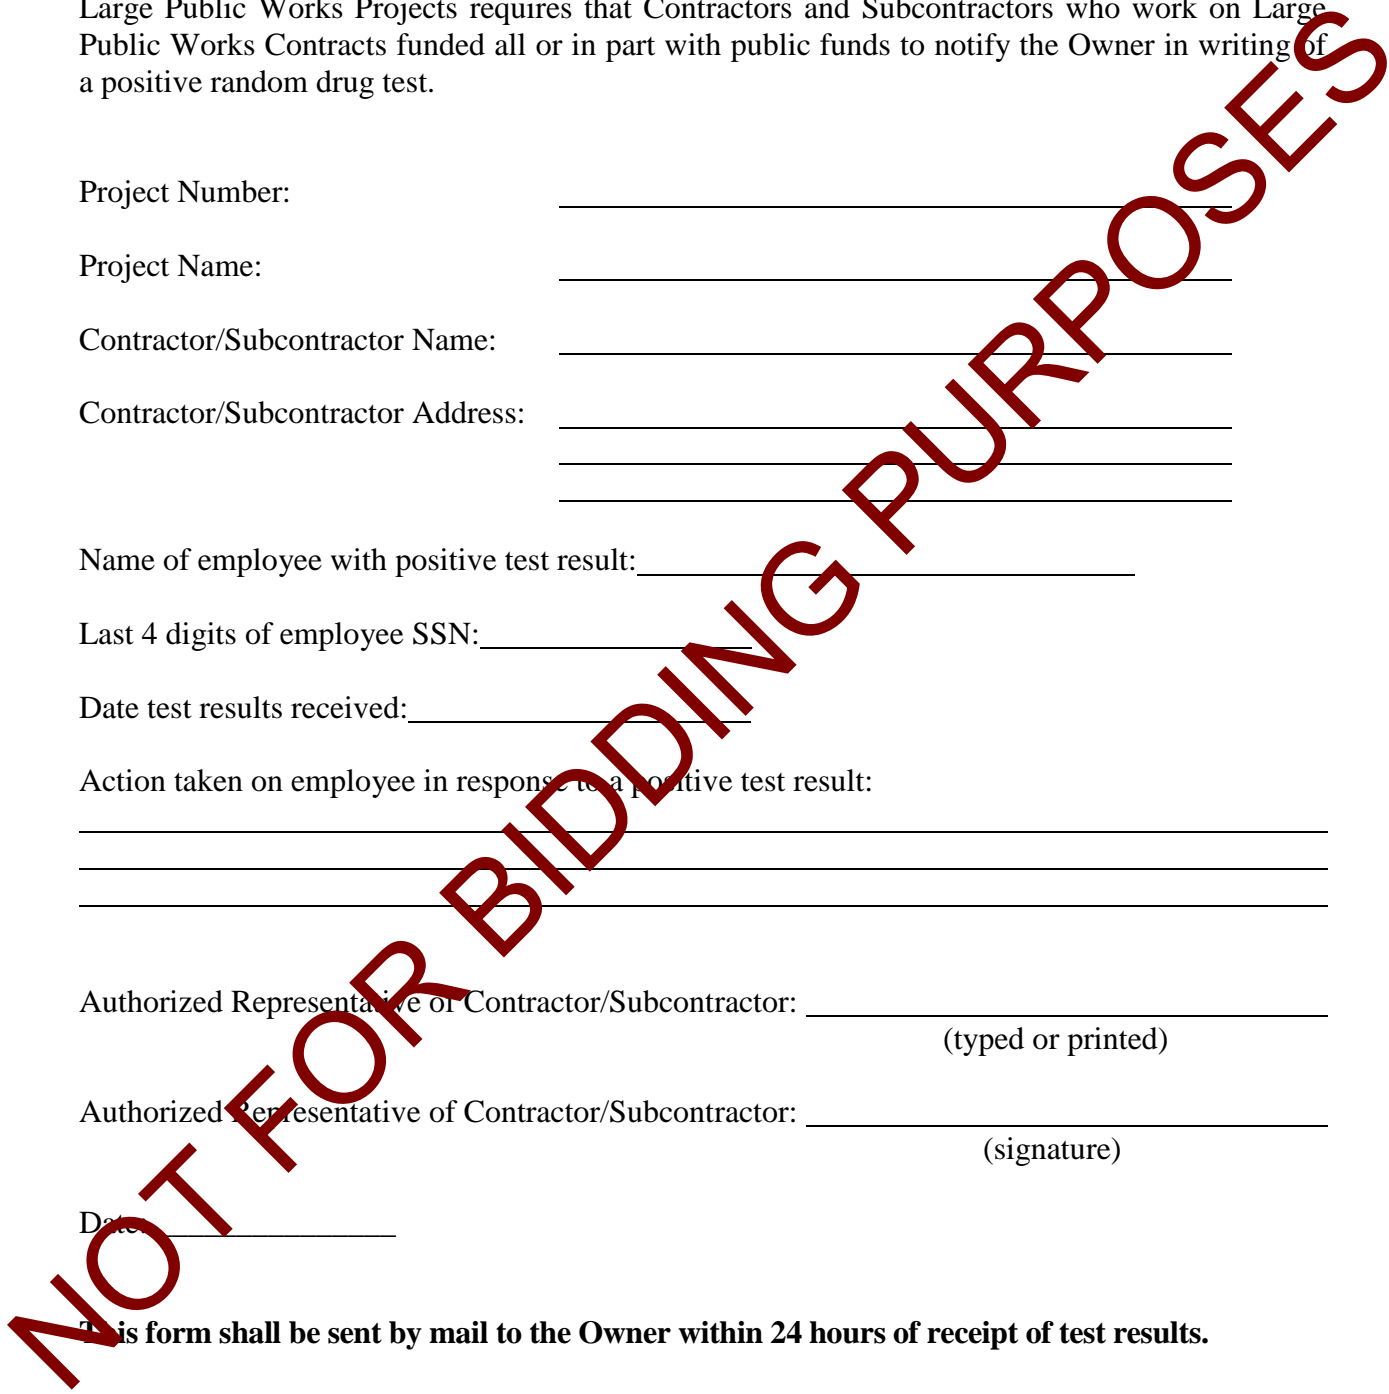 Large Public Works Projects requires that Contractors and Subcontractors who work on Large
Public Works Contracts funded all or in part with public funds to notify the Owner in writing of
a positive random drug test.
Project Number:
Project Name:
Contractor/Subcontractor Name:
Contractor/Subcontractor Address:
Name of employee with positive test result:
Last 4 digits of employee SSN:
Date test results received:
Action taken on employee in response to a positive test result:
Authorized Representative of Contractor/Subcontractor:
(typed or printed)
Authorized Representative of Contractor/Subcontractor:
(signature)
Date:
This form shall be sent by mail to the Owner within 24 hours of receipt of test results.
NOT FOR BIDDING PURPOSES